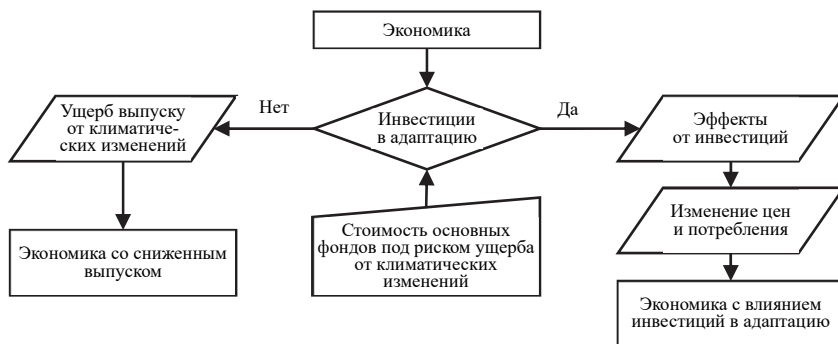 Экономика
Ущерб выпуску
от климатиче-
ских изменений
Нет
Инвестиции
в адаптацию
Да
Эффекты
от инвестиций
Экономика со сниженным
выпуском
Стоимость основных
фондов под риском ущерба
от климатических
изменений
Изменение цен
и потребления
Экономика с влиянием
инвестиций в адаптацию